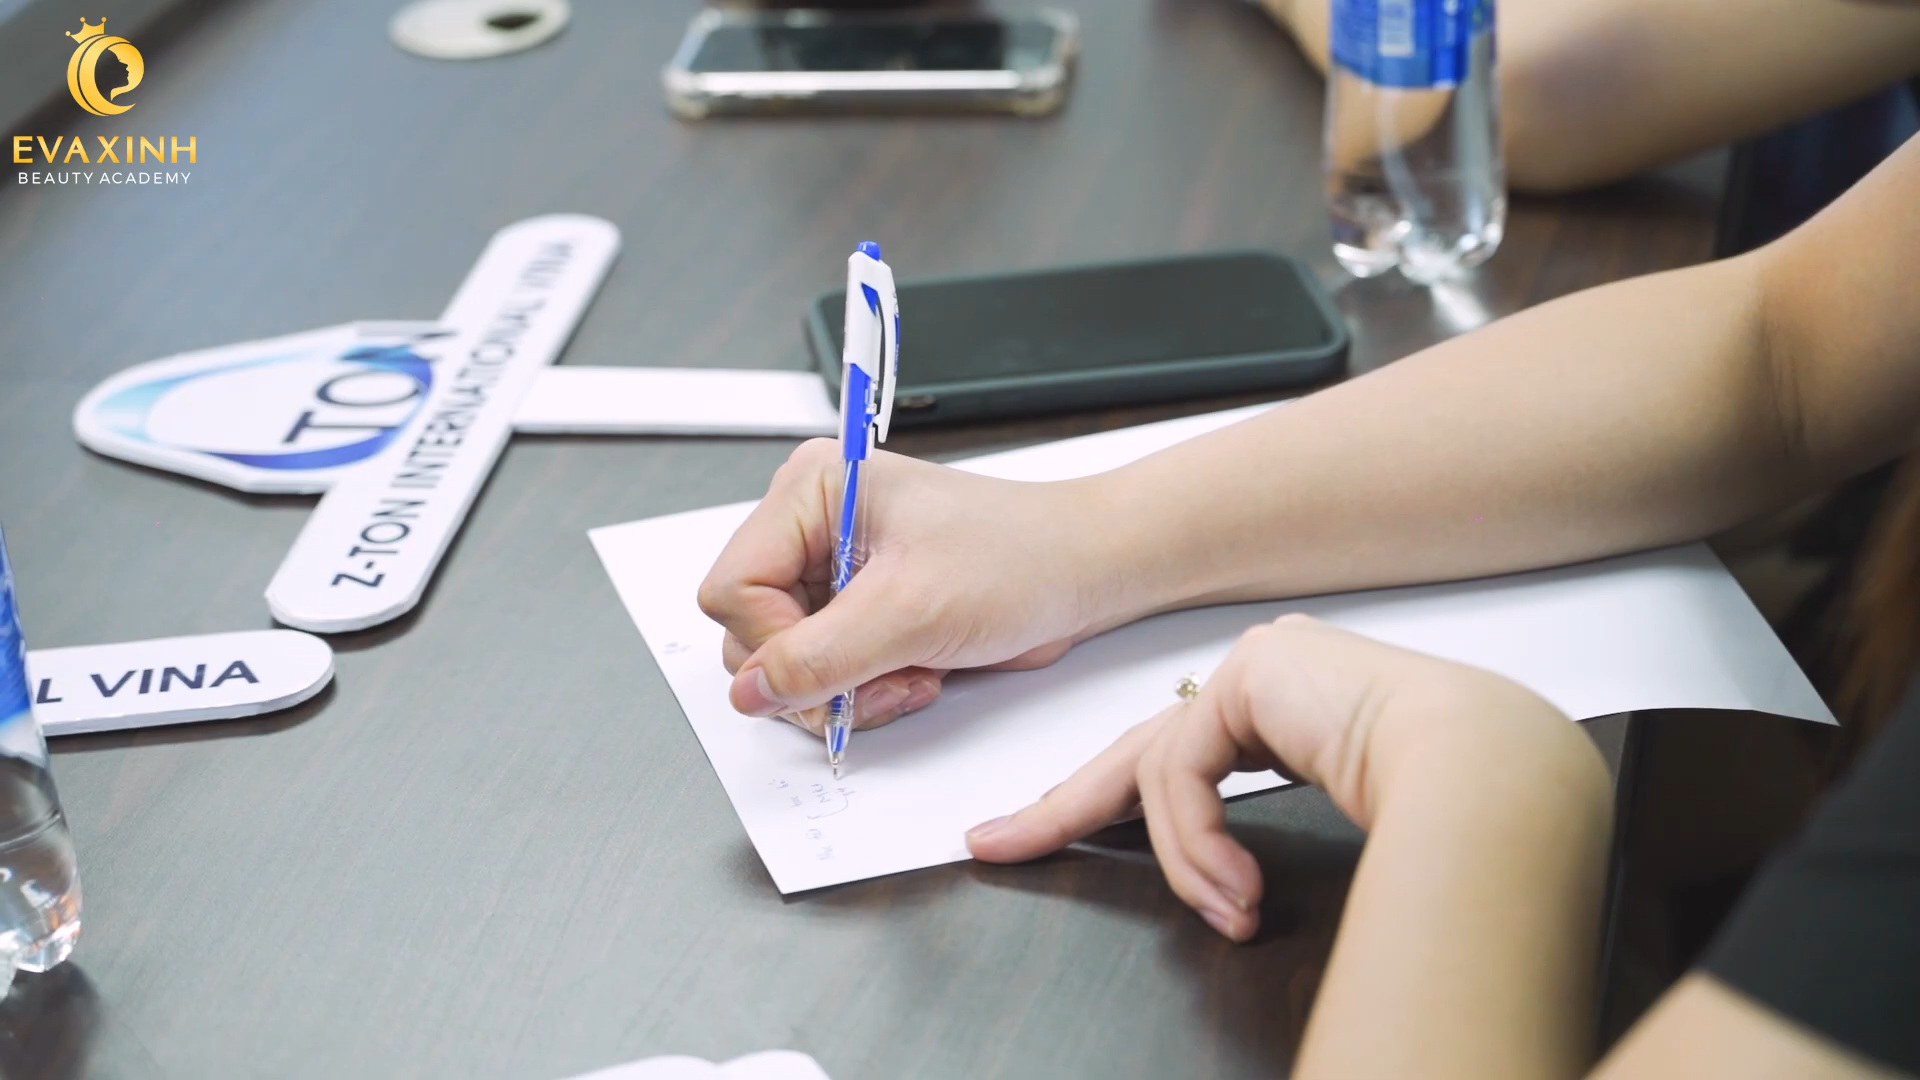 EVAXINH
BEAUTY ACADEMY
TON
Z-TON INTERNATIONAL VINA
L VINA